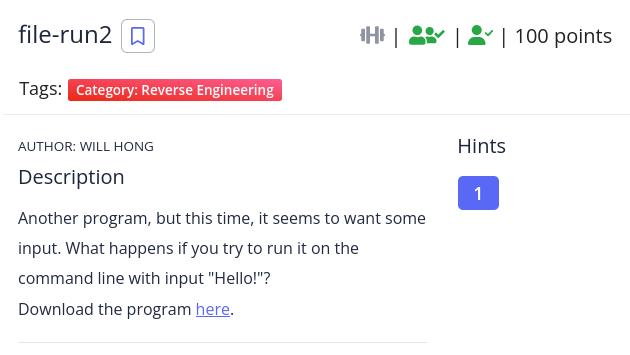 file-run2
| | | 100 points
Tags: Category: Reverse Engineering
AUTHOR: WILL HONG
Hints
Description
1
Another program, but this time, it seems to want some
input. What happens if you try to run it on the
command line with input "Hello!"?
Download the program here.